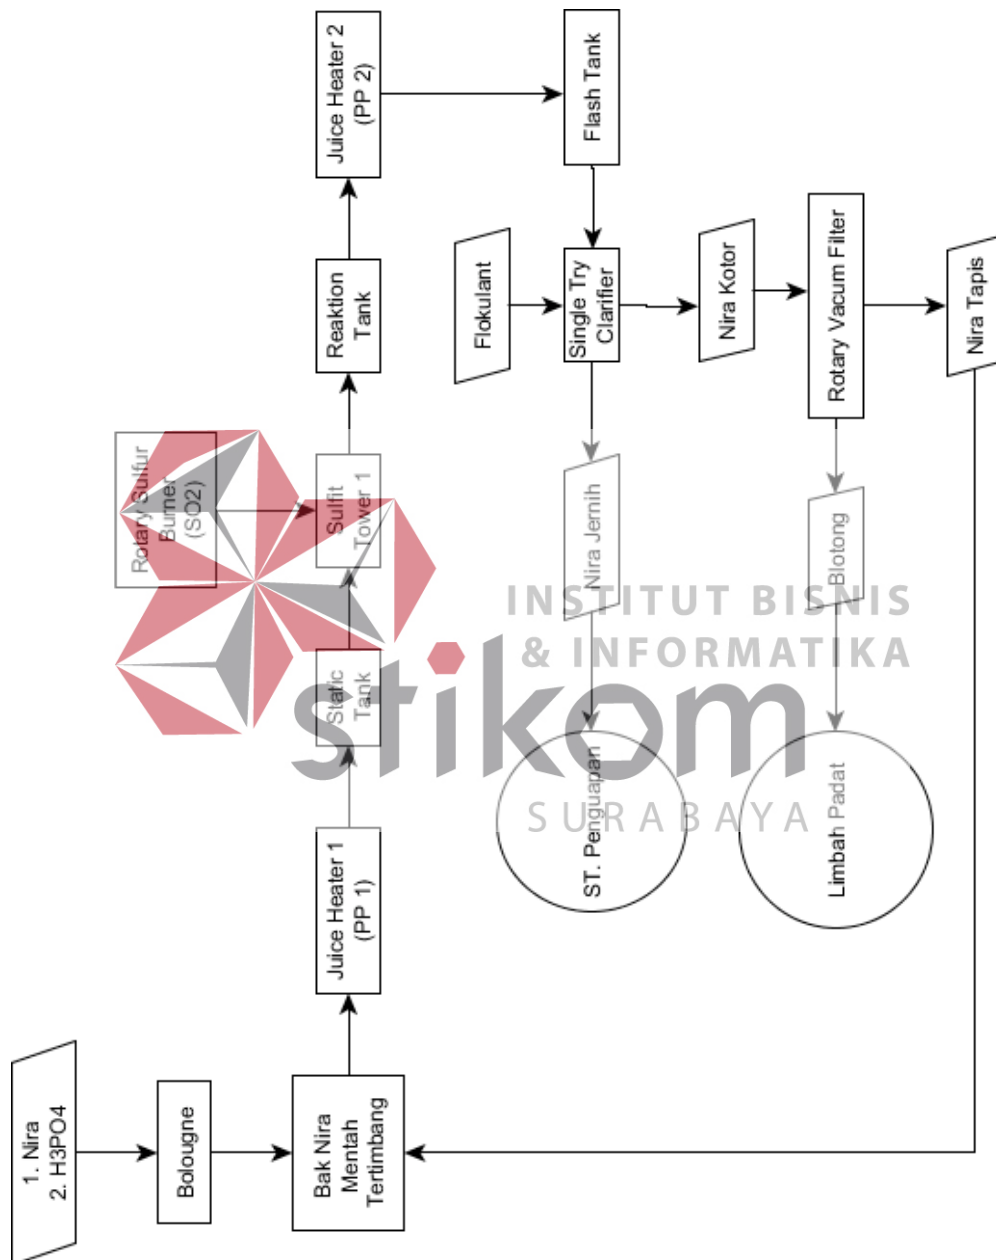 1. Nira
2. H3PO4
Bolougne
Bak Nira
Mentah
Tertimbang
Juice Heater 1
(PP 1)
Static
Tank
Rotary Sulfur
Burner
(SO2)
Sulfit
Tower 1
Reaktion
Tank
Juice Heater 2
(PP 2)
Flash Tank
Flokulant
Single Try
Clarifier
Nira Jernih
ST. Penguapan
Nira Kotor
Rotary Vacum Filter
Blotong
Limbah Padat
Nira Tapis
INSTITUT BISNIS
& INFORMATIKA
stikom
SURABAYA